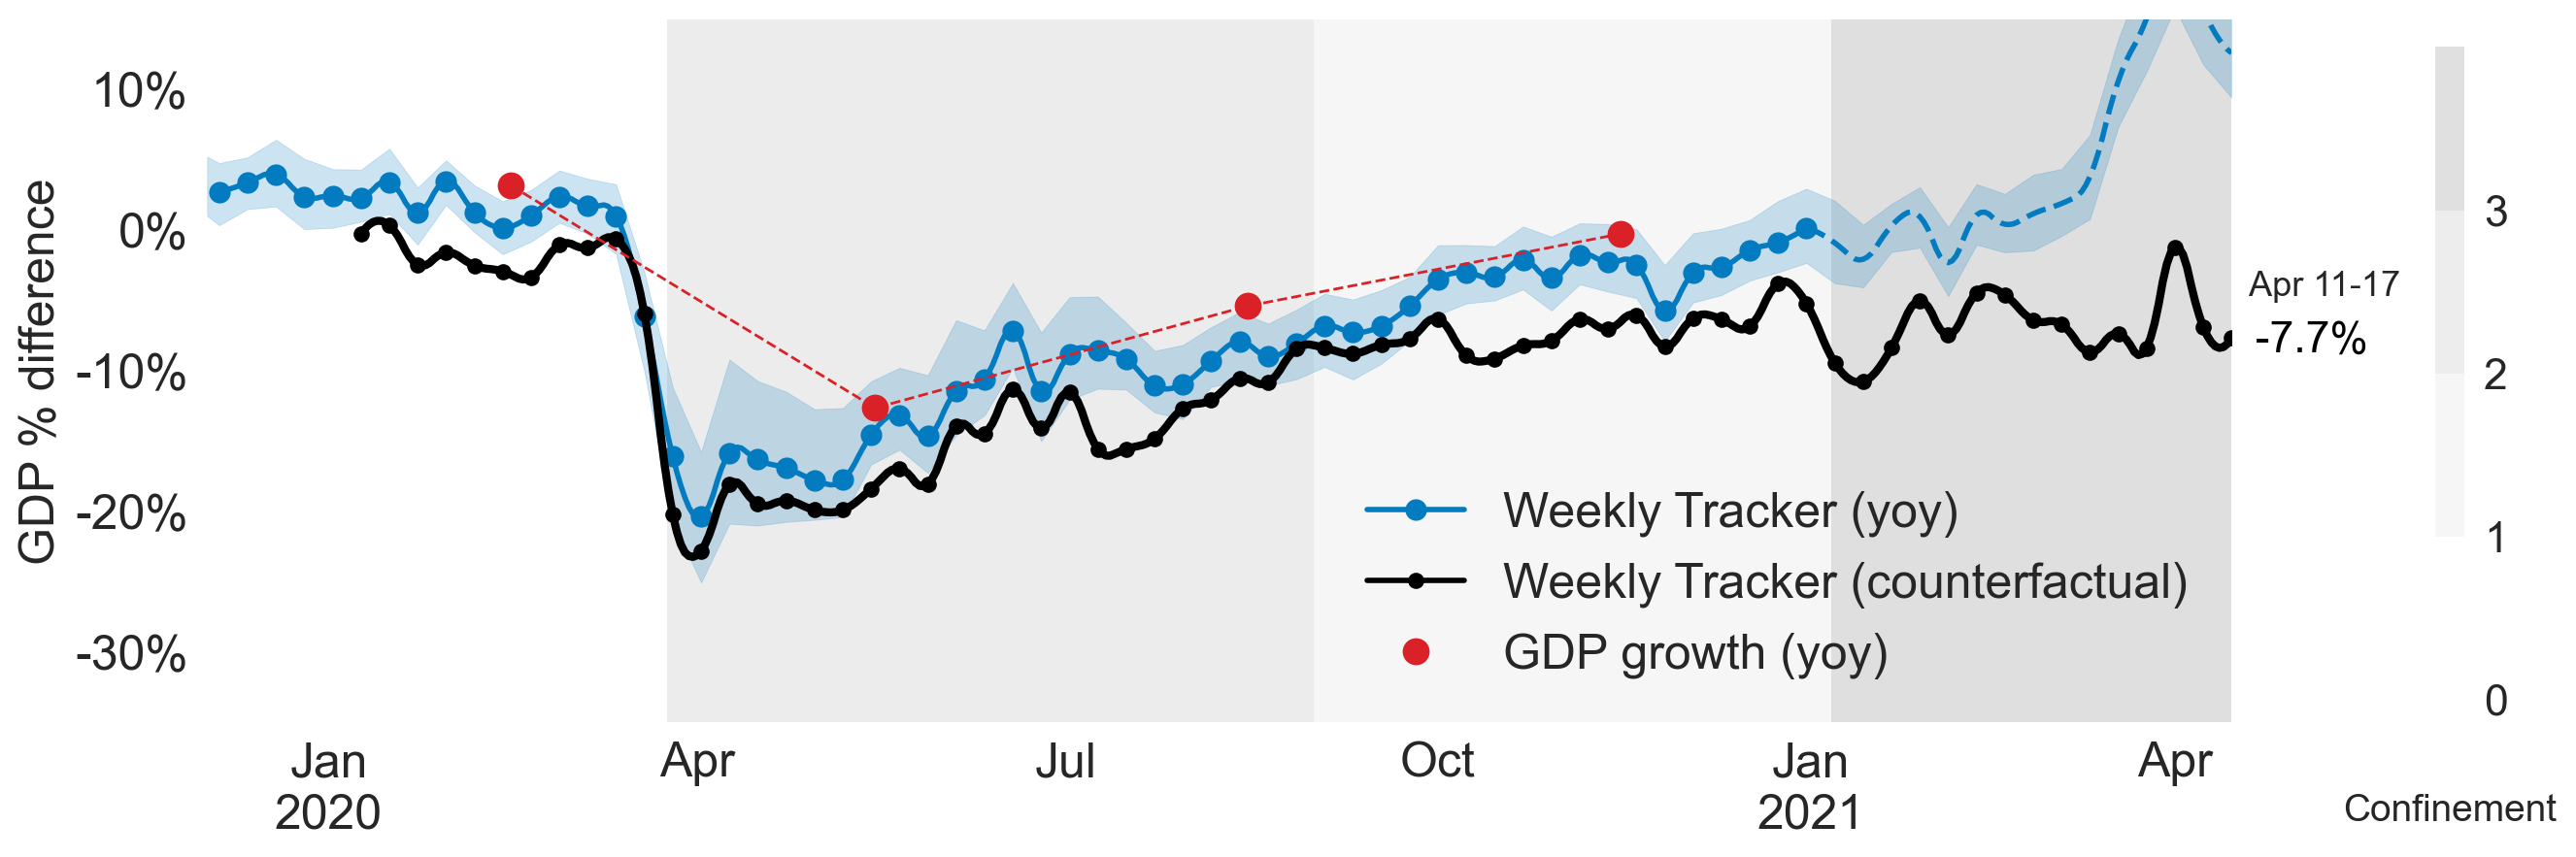 GDP % difference
10%
0%
-10%
-20%
-30%
Jan
2020
Apr
Jul
Oct
Jan
2021
Apr
Weekly Tracker (yoy)
Weekly Tracker (counterfactual)
GDP growth (yoy)
Apr 11-17
-7.7%
3
2
1
0
Confinement